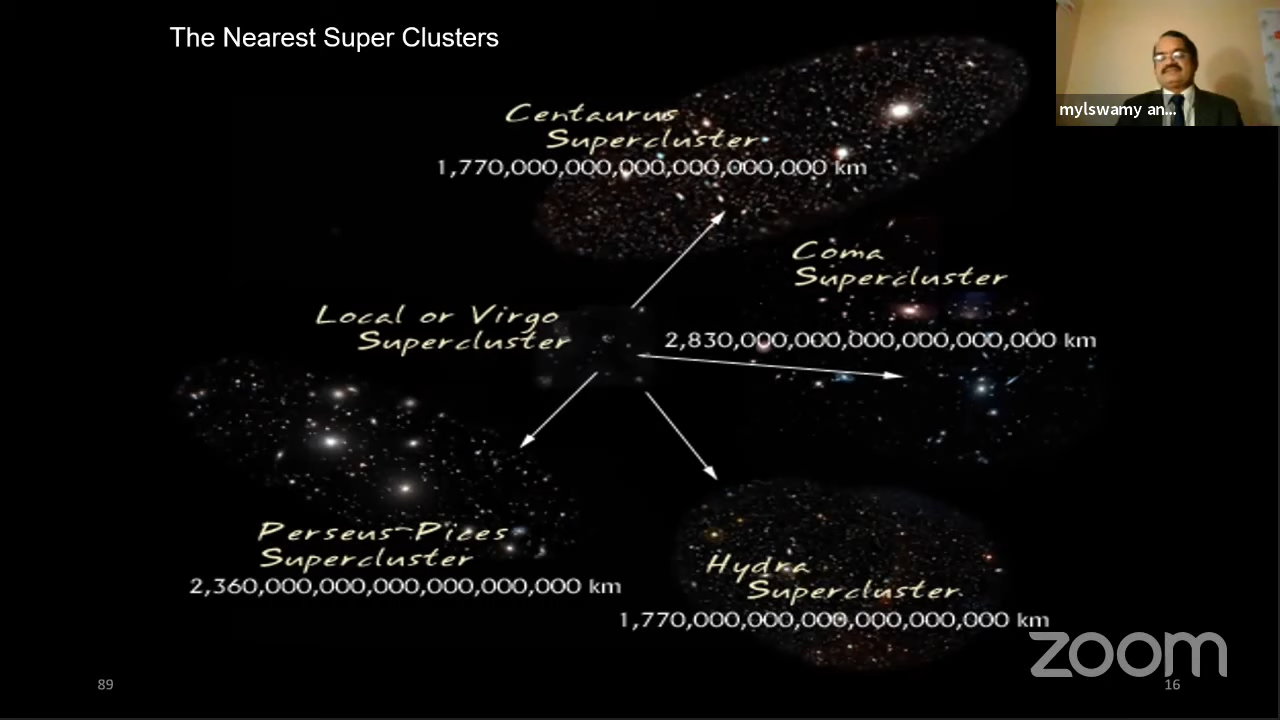 The Nearest Super Clusters
mylswamy an...
Centaurus
Supercluster
1,770,000,000,000,000,000,000 km
Coma
Supercluster
2,830,000,000,000,000,000,000 km
Local or Virgo
Supercluster
Perseus-Pices
Supercluster
2,360,000,000,000,000,000,000 km
Hydra
Supercluster
1,770,000,000,000,000,000,000 km
zoom
89
16